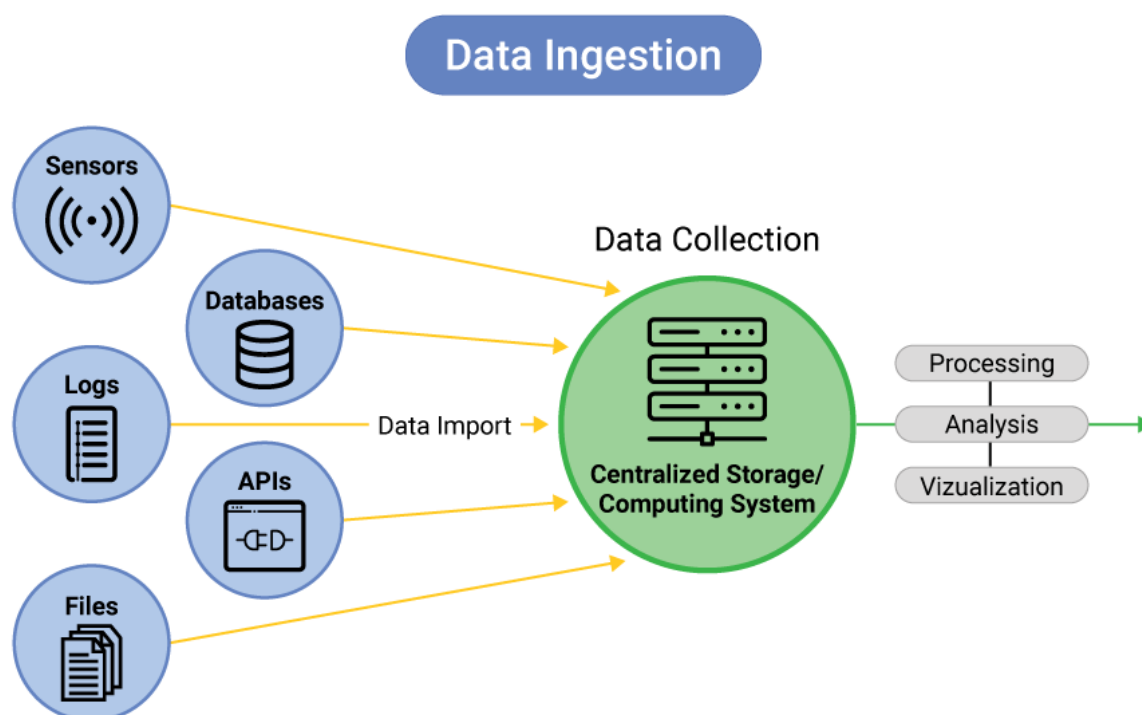 Data Ingestion
Sensors
Databases
Logs
APIs
Files
Data Import
Data Collection
Centralized Storage/
Computing System
Processing
Analysis
Vizualization